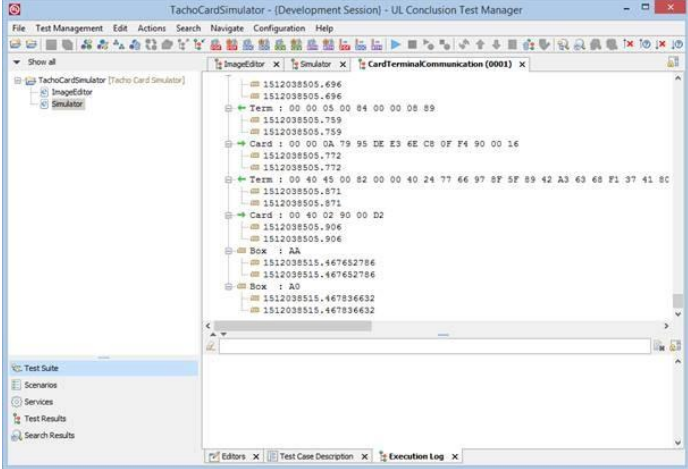 TachoCardSimulator - (Development Session) - UL Conclusion Test Manager
File Test Management Edit Actions Search Navigate Configuration Help
Show all
TachoCardSimulator [Tacho Card Simulator]
ImageEditor
Simulator
ImageEditor x Simulator x CardTerminalCommunication (0001) x
1512038505.696
1512038505.696
Term : 00 00 05 00 84 00 00 08 89
1512038505.759
1512038505.759
Card : 00 00 0A 79 95 DE E3 6E C8 0F F4 90 00 16
1512038505.772
1512038505.772
Term : 00 40 45 00 82 00 00 40 24 77 66 97 8F 5F 89 42 A3 63 68 F1 37 41 8C
1512038505.871
1512038505.871
Card : 00 40 02 90 00 D2
1512038505.906
1512038505.906
Box : AA
1512038515.467652786
1512038515.467652786
Box : A0
1512038515.467836632
1512038515.467836632
Test Suite
Scenarios
Services
Test Results
Search Results
Editors x Test Case Description x Execution Log x